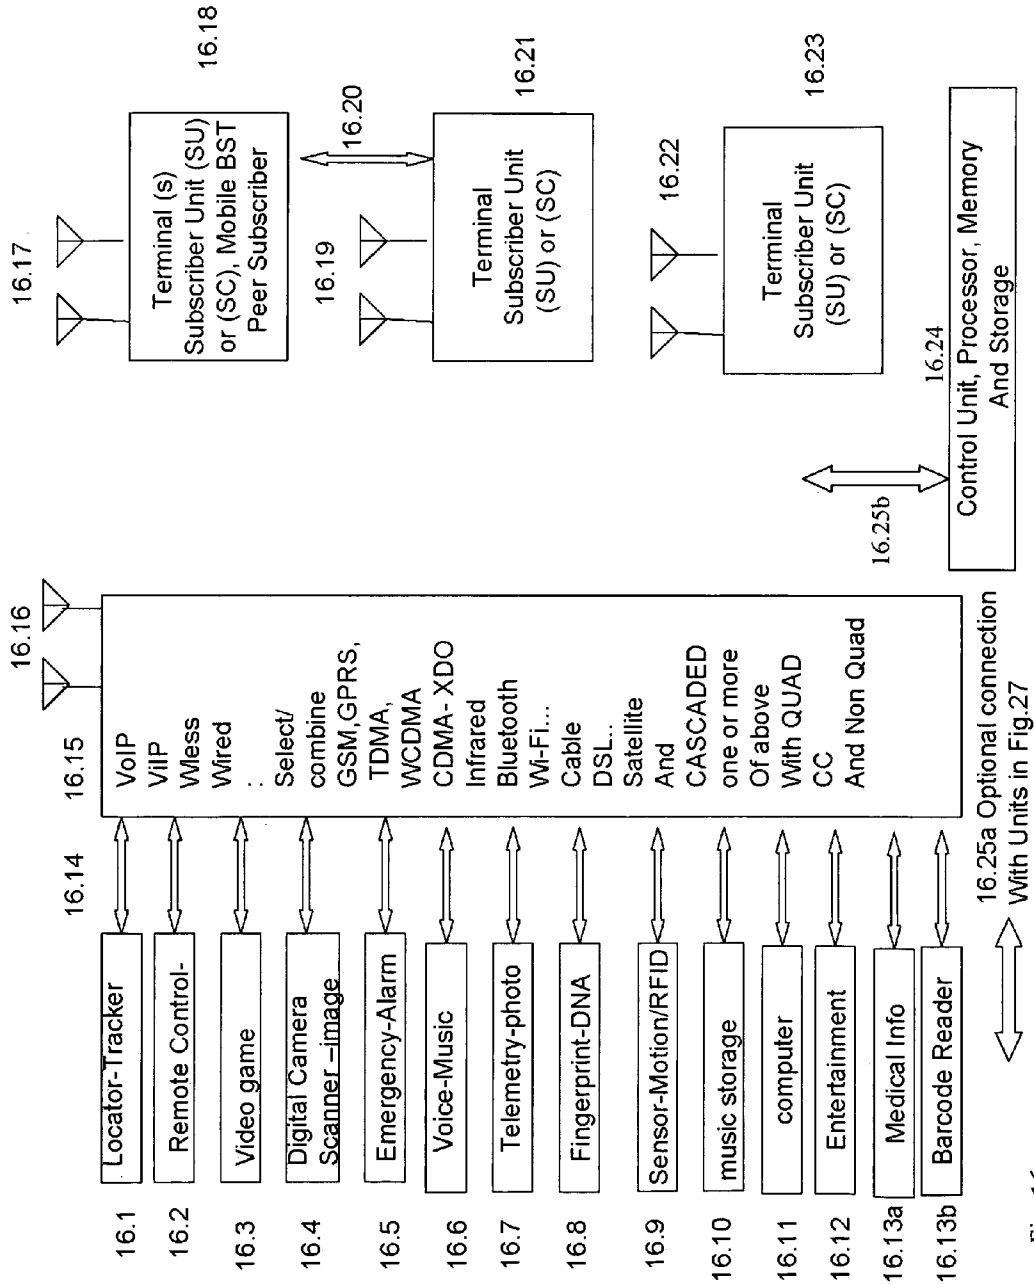 16.1
Locator-Tracker
16.2
Remote Control-
16.3
Video game
16.4
Digital Camera
Scanner –image
16.5
Emergency-Alarm
16.6
Voice-Music
16.7
Telemetry-photo
16.8
Fingerprint-DNA
16.9
Sensor-Motion/RFID
16.10
music storage
16.11
computer
16.12
Entertainment
16.13a
Medical Info
16.13b
Barcode Reader
16.14
16.15
16.16
VoIP
ViIP
Wless
Wired
:
Select/
combine
GSM,GPRS,
TDMA,
WCDMA
CDMA- XDO
Infrared
Bluetooth
Wi-Fi...
Cable
DSL..
Satellite
And
CASCADED
one or more
Of above
With QUAD
CC
And Non Quad
16.17
Terminal (s)
Subscriber Unit (SU)
or (SC), Mobile BST
Peer Subscriber
16.18
16.19
16.20
Terminal
Subscriber Unit
(SU) or (SC)
16.21
16.22
Terminal
Subscriber Unit
(SU) or (SC)
16.23
16.24
16.25b
Control Unit, Processor, Memory
And Storage
16.25a Optional connection
With Units in Fig.27